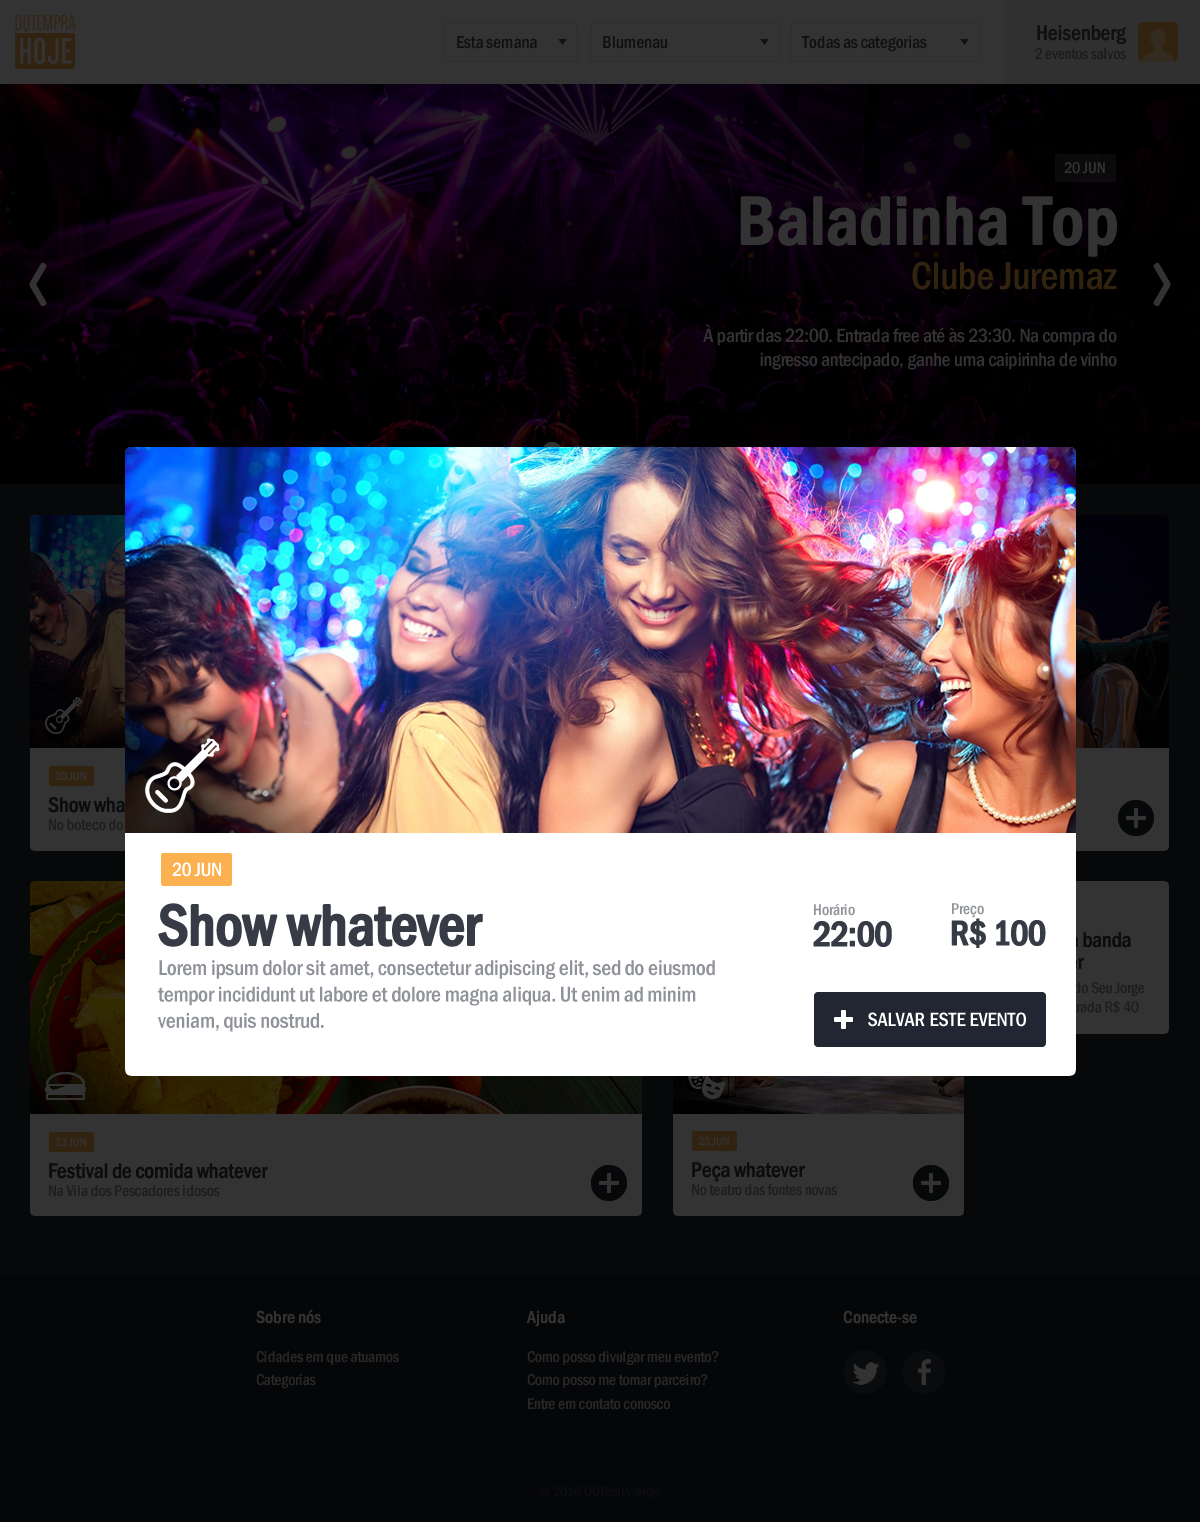 OQTEMPRA
HOJE
Esta semana
Blumenau
Todas as categorias
Heisenberg
2 eventos salvos
20 JUN
Baladinha Top
Clube Juremaz
À partir das 22:00. Entrada free até às 23:30. Na compra do
ingresso antecipado, ganhe uma caipirinha de vinho
20 JUN
Show wha
No boteco do
20 JUN
Show whatever
Lorem ipsum dolor sit amet, consectetur adipiscing elit, sed do eiusmod
tempor incididunt ut labore et dolore magna aliqua. Ut enim ad minim
veniam, quis nostrud.
Horário
22:00
Preço
R$ 100
SALVAR ESTE EVENTO
banda
do Seu Jorge
R$ 40
23 JUN
Festival de comida whatever
Na Vila dos Pescadores idosos
23 JUN
Peça whatever
No teatro das fontes novas
Sobre nós
Cidades em que atuamos
Categorias
Ajuda
Como posso divulgar meu evento?
Como posso me tornar parceiro?
Entre em contato conosco
Conecte-se
© 2016 OQTemPraHoje